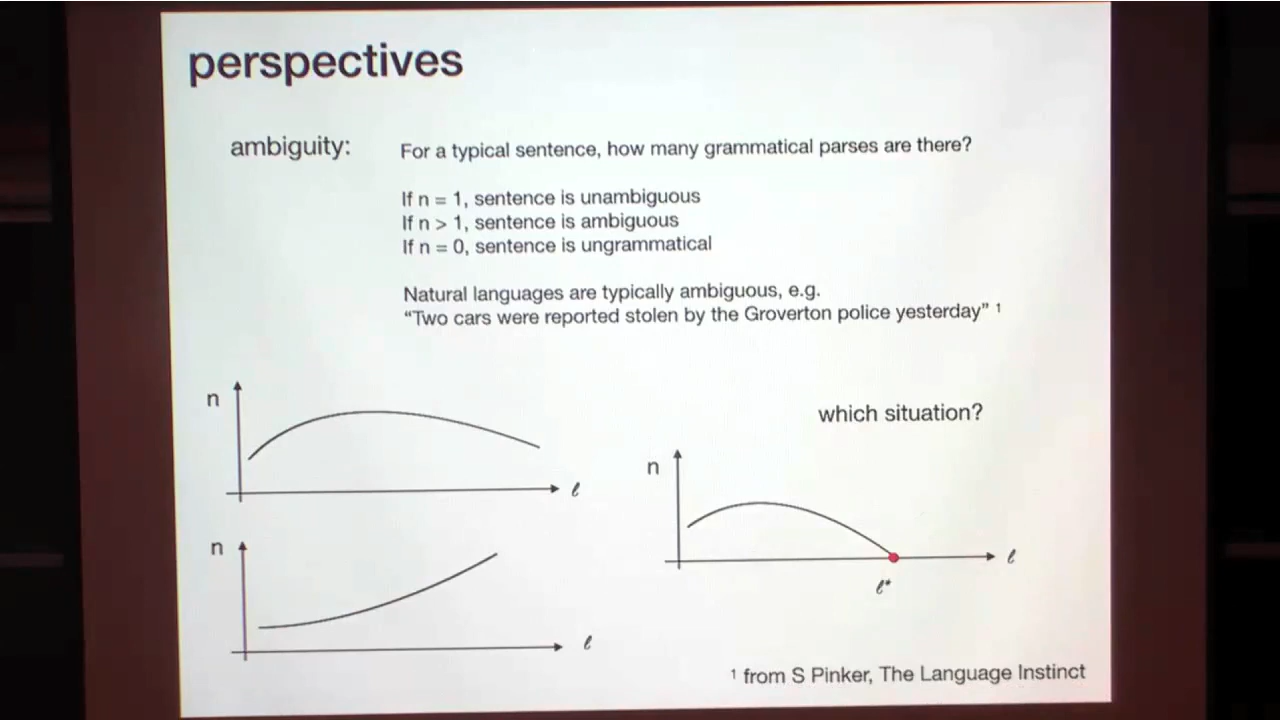 perspectives
ambiguity: For a typical sentence, how many grammatical parses are there?
If n = 1, sentence is unambiguous
If n > 1, sentence is ambiguous
If n = 0, sentence is ungrammatical
Natural languages are typically ambiguous, e.g.
“Two cars were reported stolen by the Groverton police yesterday” ¹
n
ℓ
n
ℓ
which situation?
n
ℓ
ℓ*
¹ from S Pinker, The Language Instinct